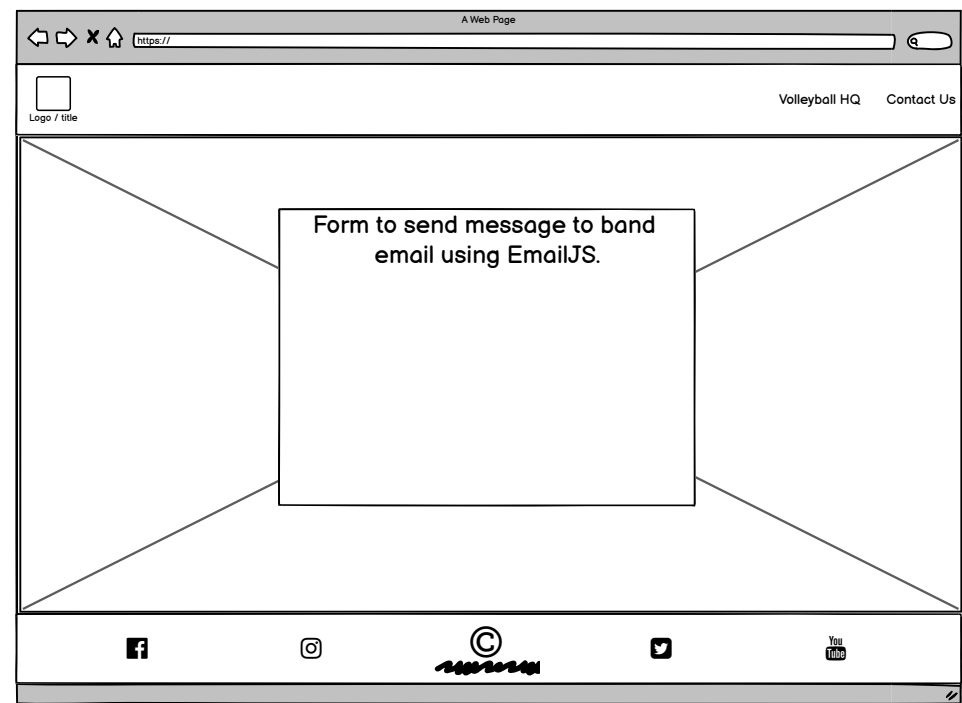 A Web Page
https://
Logo / title
Volleyball HQ
Contact Us
Form to send message to band
email using EmailJS.
©
You
Tube